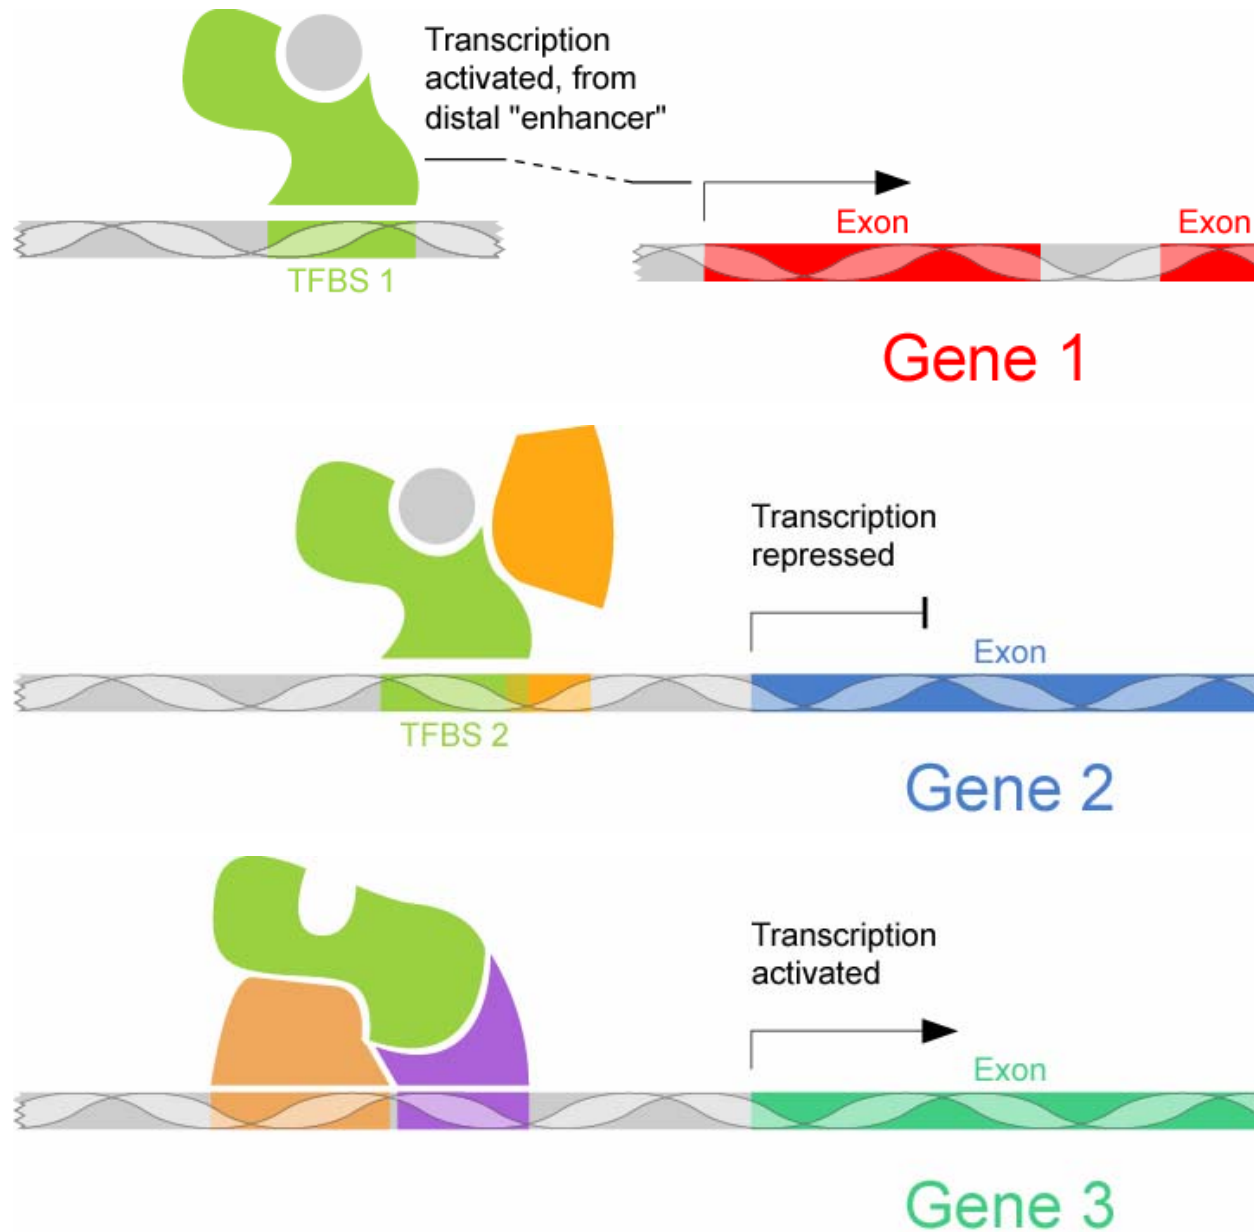 Transcription
activated, from
distal "enhancer"
Exon
Exon
TFBS 1
Gene 1
Transcription
repressed
Exon
TFBS 2
Gene 2
Transcription
activated
Exon
Gene 3